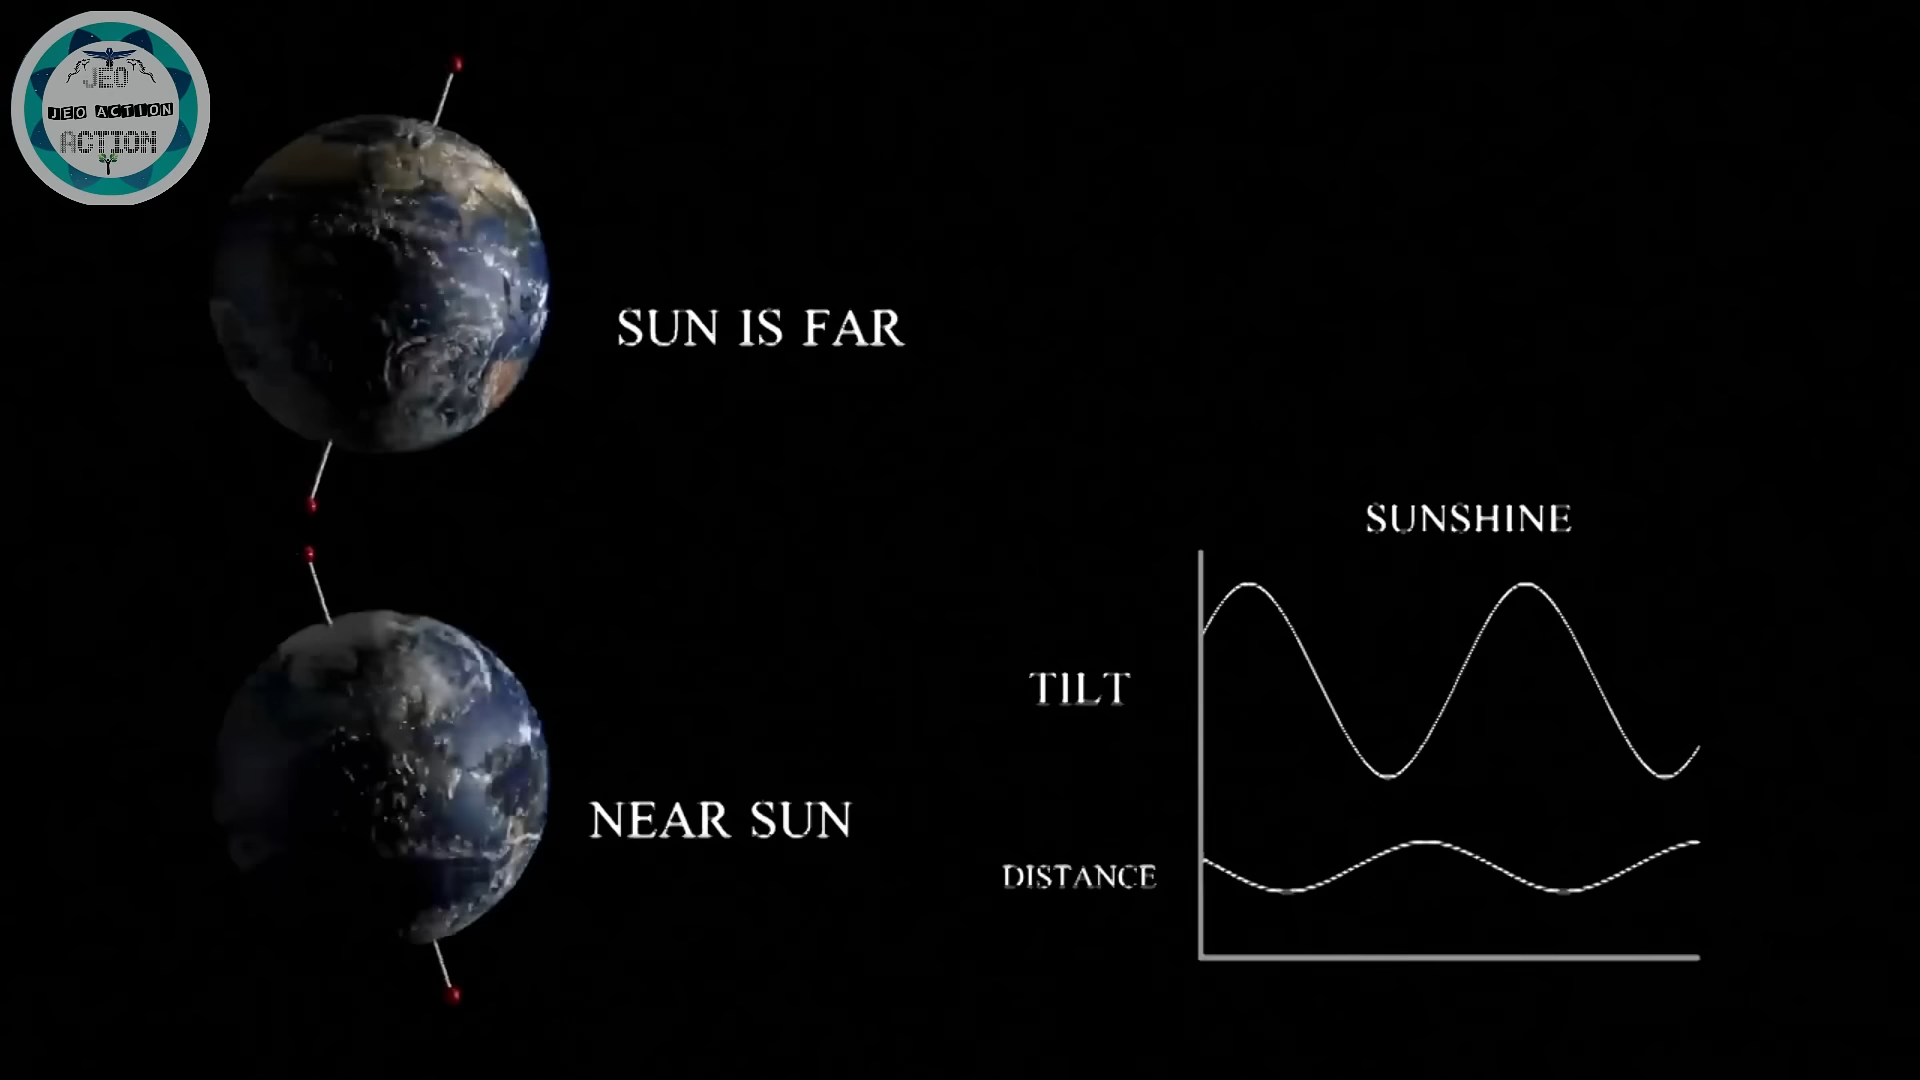 JEO
JEO ACTION
ACTION
SUN IS FAR
SUNSHINE
TILT
NEAR SUN
DISTANCE